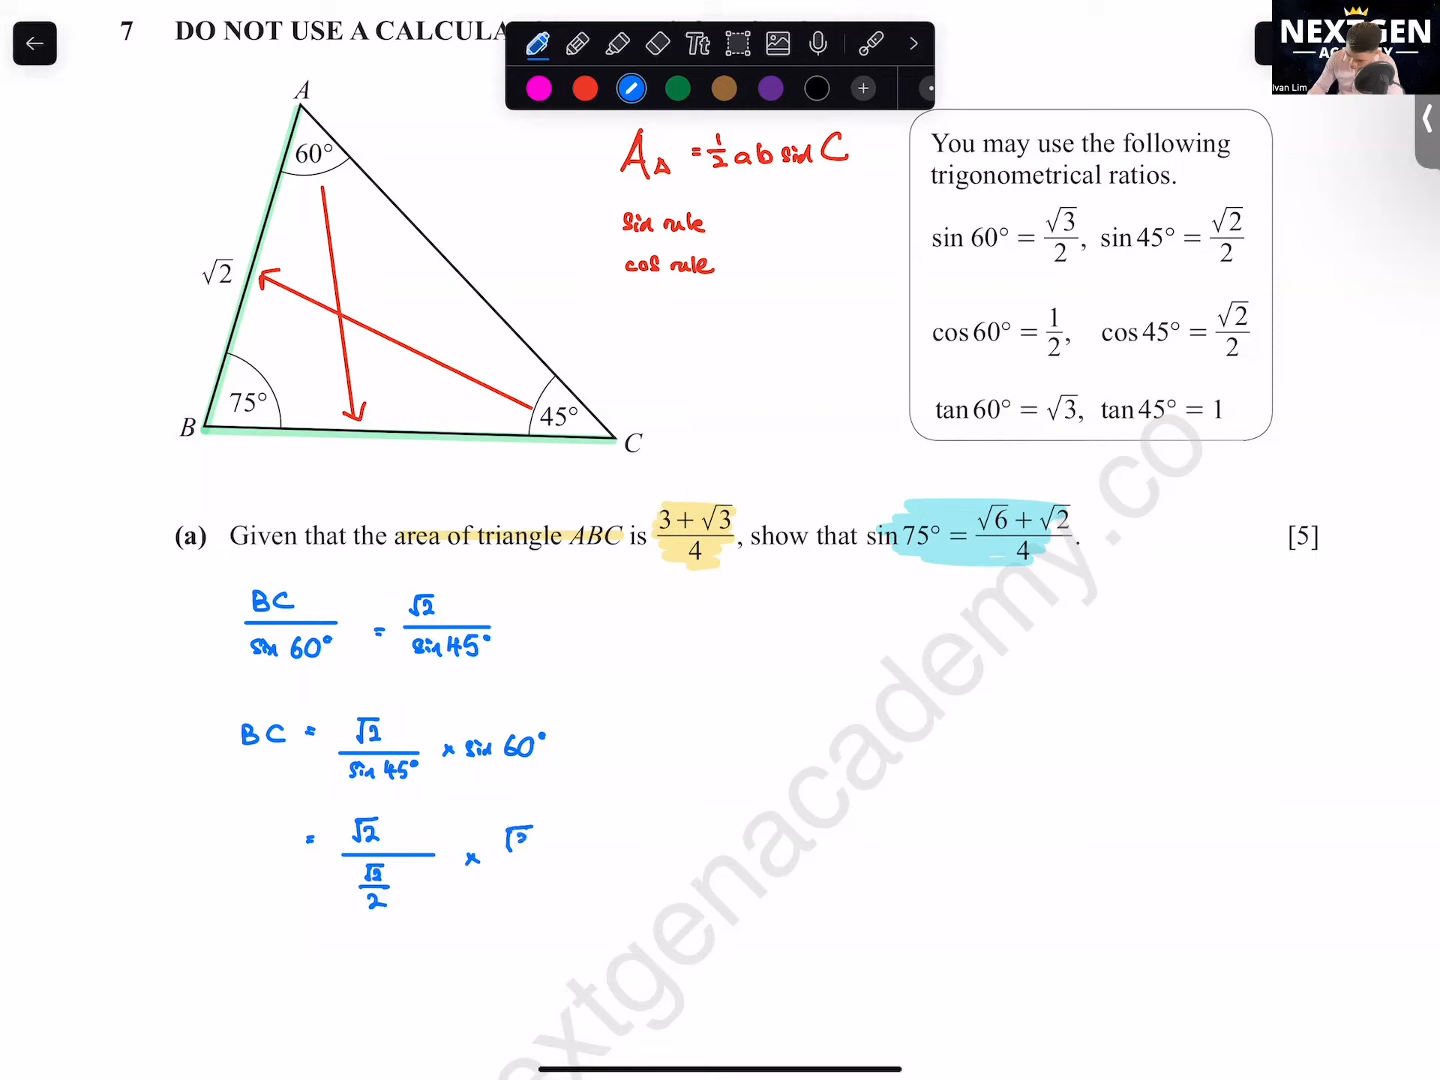 7 DO NOT USE A CALCULA
Tt
NEXTGEN
ACADEMY
Ivan Lim
A
60°
√2
75°
B
45°
C
A△ = 1/2 ab sin C
sin rule
cos rule
You may use the following
trigonometrical ratios.
sin 60° = √3/2, sin 45° = √2/2
cos 60° = 1/2, cos 45° = √2/2
tan 60° = √3, tan 45° = 1
(a) Given that the area of triangle ABC is (3 + √3)/4, show that sin 75° = (√6 + √2)/4. [5]
BC/sin 60° = √2/sin 45°
BC = √2/sin 45° × sin 60°
= √2/(√2/2) ×
extgenacademy.co